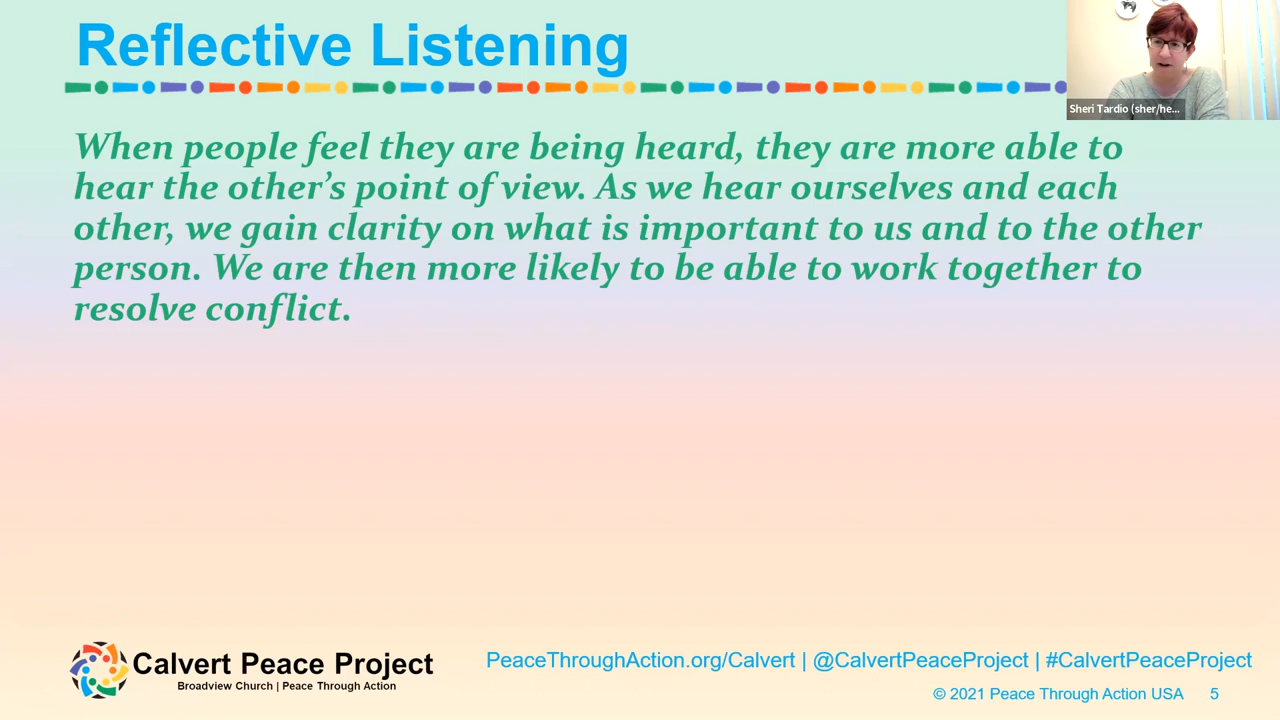 Reflective Listening
Sheri Tardio (sher/he...
When people feel they are being heard, they are more able to
hear the other’s point of view. As we hear ourselves and each
other, we gain clarity on what is important to us and to the other
person. We are then more likely to be able to work together to
resolve conflict.
Calvert Peace Project
Broadview Church | Peace Through Action
PeaceThroughAction.org/Calvert | @CalvertPeaceProject | #CalvertPeaceProject
© 2021 Peace Through Action USA 5